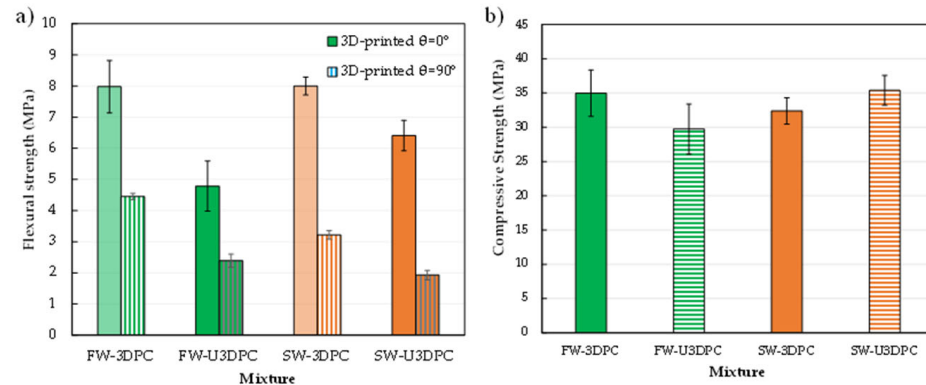 a)
Flexural strength (MPa)
10
9
8
7
6
5
4
3
2
1
0
3D-printed θ=0°
3D-printed θ=90°
FW-3DPC FW-U3DPC SW-3DPC SW-U3DPC
Mixture
b)
Compressive Strength (MPa)
45
40
35
30
25
20
15
10
5
0
FW-3DPC FW-U3DPC SW-3DPC SW-U3DPC
Mixture